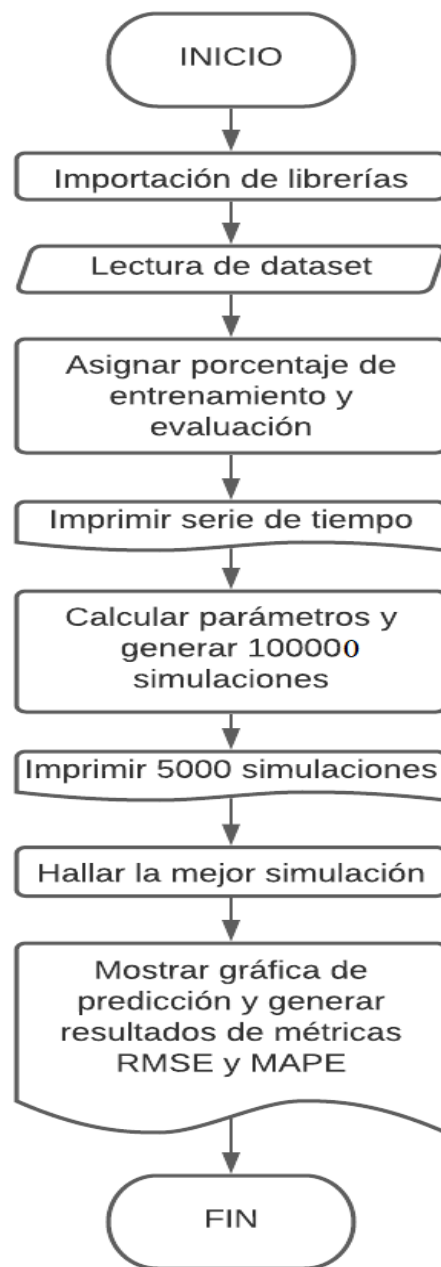 INICIO
Importación de librerías
Lectura de dataset
Asignar porcentaje de
entrenamiento y
evaluación
Imprimir serie de tiempo
Calcular parámetros y
generar 100000
simulaciones
Imprimir 5000 simulaciones
Hallar la mejor simulación
Mostrar gráfica de
predicción y generar
resultados de métricas
RMSE y MAPE
FIN